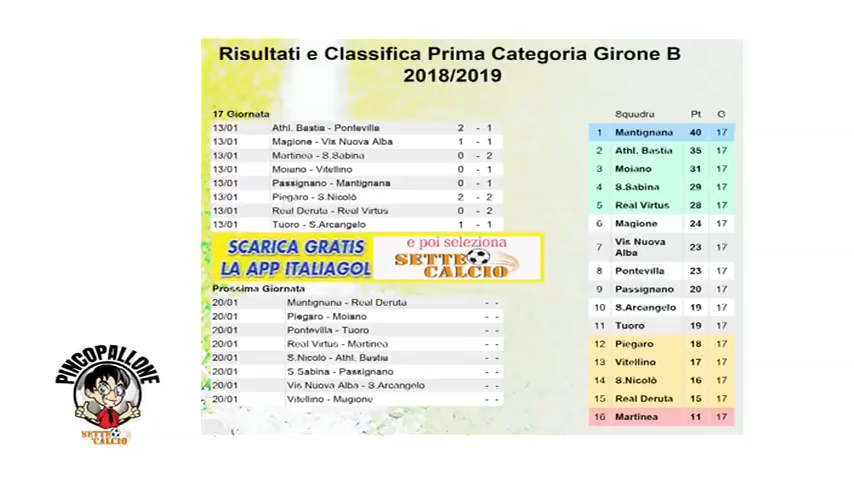 Risultati e Classifica Prima Categoria Girone B
2018/2019
17 Giornata
13/01 Athl. Bastia - Pontevilla 2 - 1
13/01 Magione - Vis Nuova Alba 1 - 1
13/01 Martinea - S.Sabina 0 - 2
13/01 Moiano - Vitellino 0 - 0
13/01 Passignano - Mantignana 0 - 0
13/01 Piegaro - S.Nicolò 2 - 2
13/01 Real Deruta - Real Virtus 0 - 2
13/01 Tuoro - S.Arcangelo 1 - 1
SCARICA GRATIS
LA APP ITALIAGOL
e poi seleziona
SETTE
CALCIO
Prossima Giornata
20/01 Mantignana - Real Deruta - -
20/01 Piegaro - Moiano - -
20/01 Pontevilla - Tuoro - -
20/01 Real Virtus - Martinea - -
20/01 S.Nicolò - Athl. Bastia - -
20/01 S.Sabina - Passignano - -
20/01 Vis Nuova Alba - S.Arcangelo - -
20/01 Vitellino - Magione - -
Squadra Pt G
1 Mantignana 40 17
2 Athl. Bastia 35 17
3 Moiano 31 17
4 S.Sabina 29 17
5 Real Virtus 28 17
6 Magione 24 17
7 Vis Nuova
Alba 23 17
8 Pontevilla 23 17
9 Passignano 20 17
10 S.Arcangelo 19 17
11 Tuoro 19 17
12 Piegaro 18 17
13 Vitellino 17 17
14 S.Nicolò 16 17
15 Real Deruta 15 17
16 Martinea 11 17
PINCOPALLONE
SETTE
CALCIO